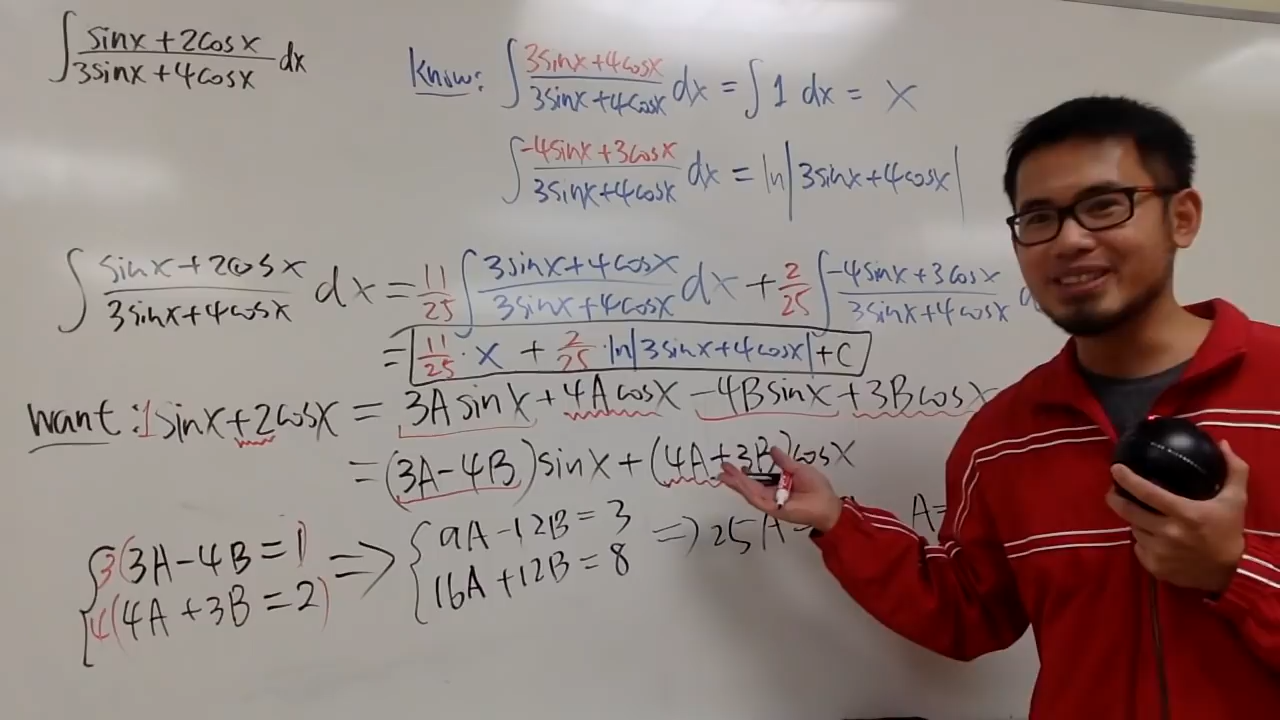 ∫ (sinx + 2cosx)/(3sinx + 4cosx) dx
Know: ∫ (3sinx + 4cosx)/(3sinx + 4cosx) dx = ∫ 1 dx = x
∫ (-4sinx + 3cosx)/(3sinx + 4cosx) dx = ln|3sinx + 4cosx|
∫ (sinx + 2cosx)/(3sinx + 4cosx) dx = 11/25 ∫ (3sinx + 4cosx)/(3sinx + 4cosx) dx + 2/25 ∫ (-4sinx + 3cosx)/(3sinx + 4cosx)
= 11/25 · x + 2/25 · ln|3sinx + 4cosx| + C
Want: 1sinx + 2cosx = 3A sinx + 4A cosx - 4B sinx + 3B cosx
= (3A - 4B) sinx + (4A + 3B) cosx
3(3A - 4B = 1) ⇒ 9A - 12B = 3 ⇒ 25A = A =
4(4A + 3B = 2) 16A + 12B = 8